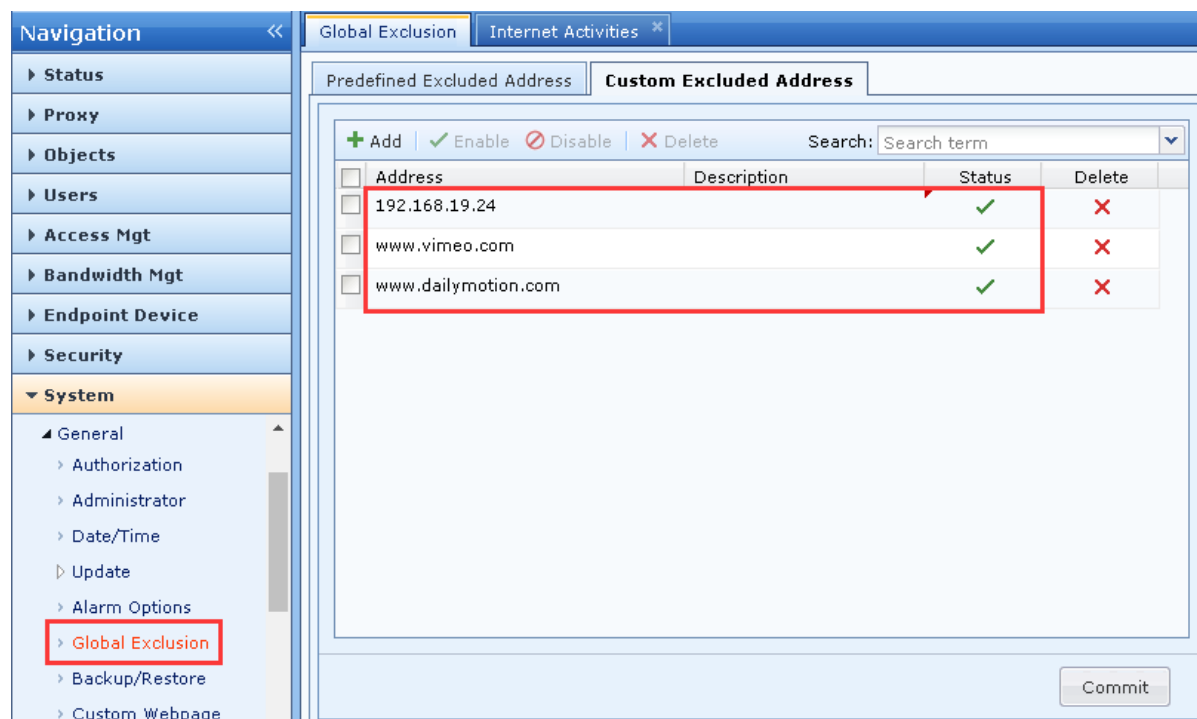 Navigation
Status
Proxy
Objects
Users
Access Mgt
Bandwidth Mgt
Endpoint Device
Security
System
General
Authorization
Administrator
Date/Time
Update
Alarm Options
Global Exclusion
Backup/Restore
Custom Webpage
Global Exclusion Internet Activities
Predefined Excluded Address Custom Excluded Address
Add Enable Disable Delete Search: Search term
Address Description Status Delete
192.168.19.24
www.vimeo.com
www.dailymotion.com
Commit